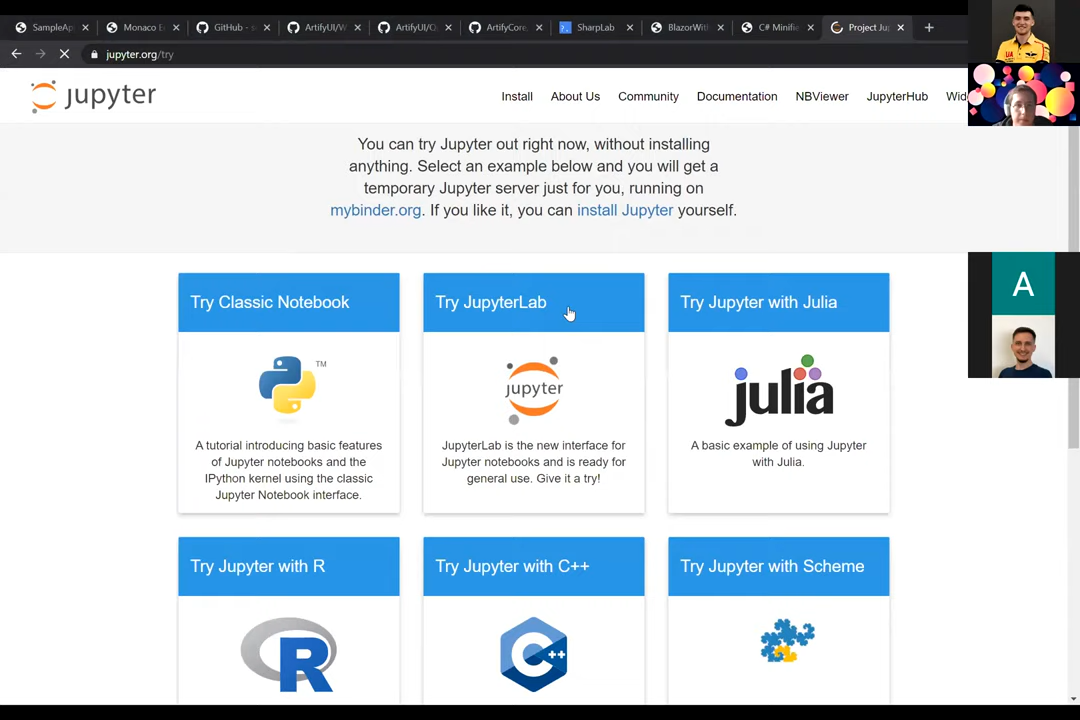 SampleAp
Monaco E
GitHub - s
ArtifyUI/W
ArtifyUI/O
ArtifyCore
SharpLab
BlazorWith
C# Minifie
Project Jup
jupyter.org/try
jupyter
Install
About Us
Community
Documentation
NBViewer
JupyterHub
Wid
You can try Jupyter out right now, without installing
anything. Select an example below and you will get a
temporary Jupyter server just for you, running on
mybinder.org. If you like it, you can install Jupyter yourself.
Try Classic Notebook
TM
A tutorial introducing basic features
of Jupyter notebooks and the
IPython kernel using the classic
Jupyter Notebook interface.
Try JupyterLab
jupyter
JupyterLab is the new interface for
Jupyter notebooks and is ready for
general use. Give it a try!
Try Jupyter with Julia
julia
A basic example of using Jupyter
with Julia.
A
Try Jupyter with R
R
Try Jupyter with C++
C++
Try Jupyter with Scheme